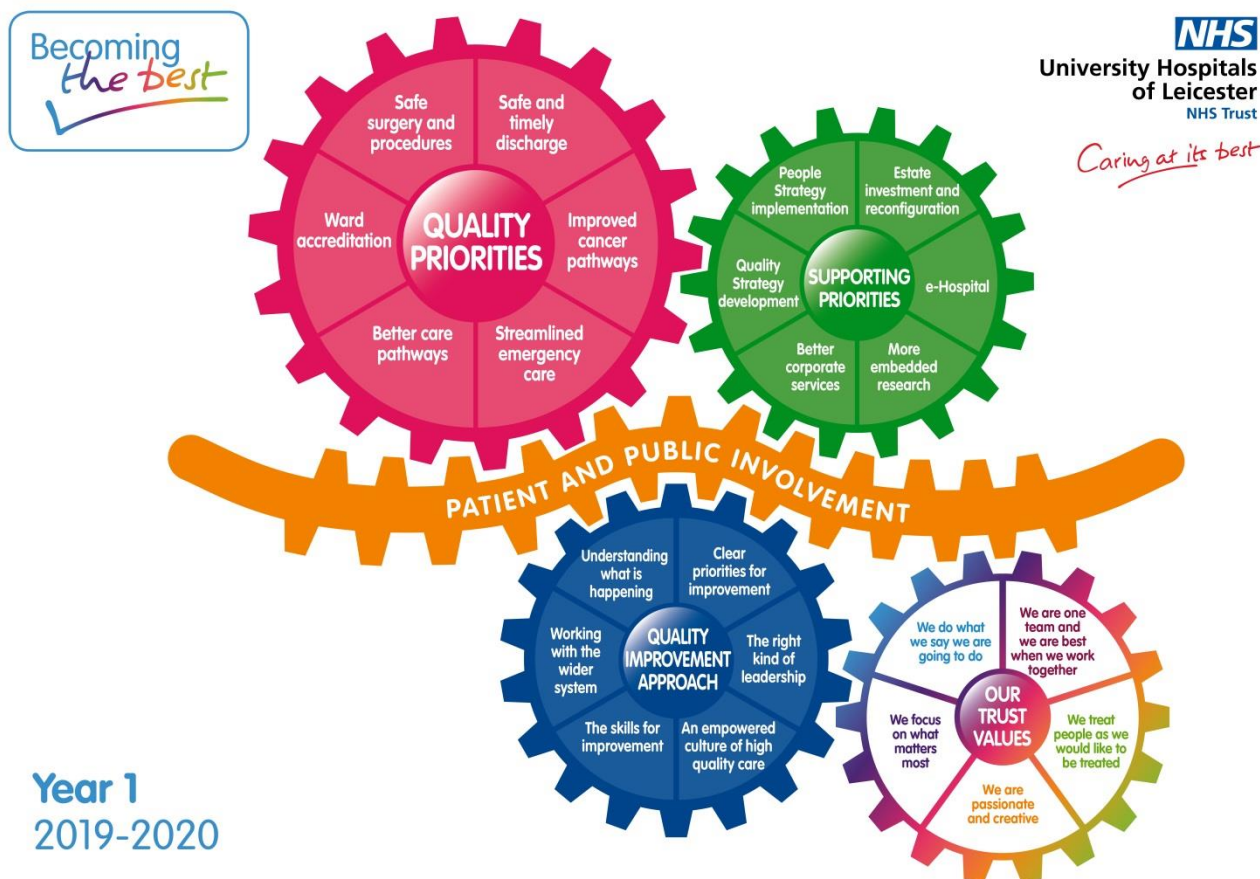 Becoming
the best
NHS
University Hospitals
of Leicester
NHS Trust
Caring at its best
QUALITY
PRIORITIES
Safe
surgery and
procedures
Safe and
timely
discharge
Improved
cancer
pathways
Streamlined
emergency
care
Better care
pathways
Ward
accreditation
SUPPORTING
PRIORITIES
People
Strategy
implementation
Estate
investment and
reconfiguration
e-Hospital
More
embedded
research
Better
corporate
services
Quality
Strategy
development
PATIENT AND PUBLIC INVOLVEMENT
QUALITY
IMPROVEMENT
APPROACH
Understanding
what is
happening
Clear
priorities for
improvement
The right
kind of
leadership
An empowered
culture of high
quality care
The skills for
improvement
Working
with the
wider
system
OUR
TRUST
VALUES
We do what
we say we are
going to do
We are one
team and
we are best
when we work
together
We treat
people as we
would like to
be treated
We are
passionate
and creative
We focus
on what
matters
most
Year 1
2019-2020